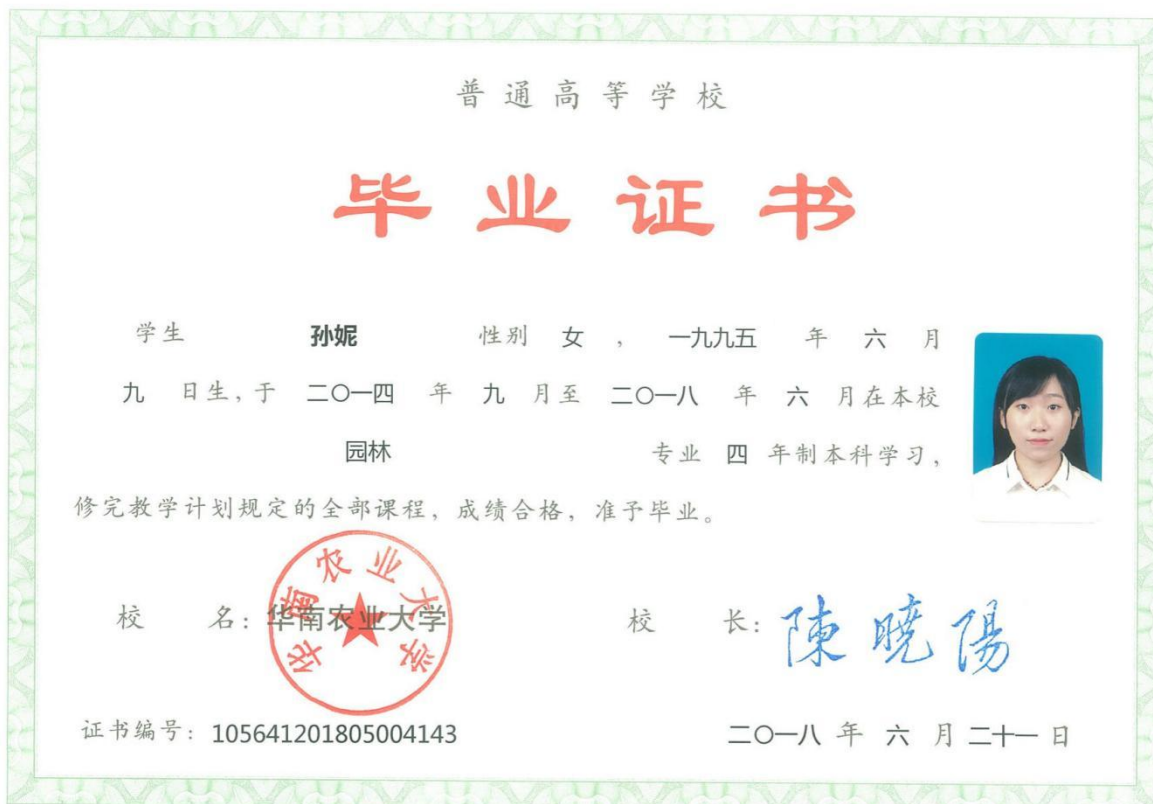 普通高等学校
毕业证书
学生 孙妮 性别 女 , 一九九五 年 六 月
九 日生, 于 二〇一四 年 九 月至 二〇一八 年 六 月在本校
园林 专业 四 年制本科学习,
修完教学计划规定的全部课程, 成绩合格, 准予毕业。
华南农业大学
校 名: 华南农业大学 校 长: 陳曉陽
证书编号: 105641201805004143 二〇一八 年 六 月 二十一 日